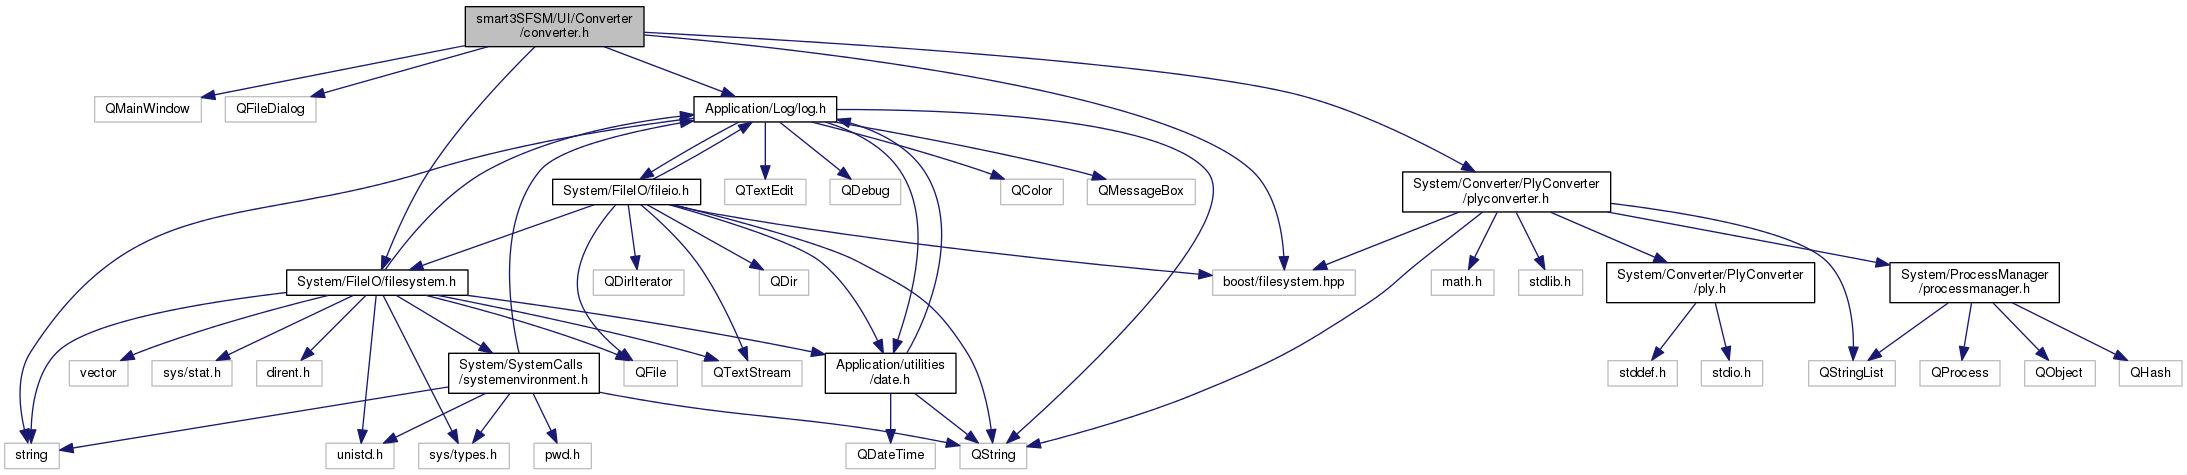 smart3SFSM/UI/Converter
/converter.h
QMainWindow
QFileDialog
Application/Log/log.h
System/FileIO/fileio.h
QTextEdit
QDebug
QColor
QMessageBox
System/Converter/PlyConverter
/plyconverter.h
System/FileIO/filesystem.h
QDirIterator
QDir
boost/filesystem.hpp
math.h
stdlib.h
System/Converter/PlyConverter
/ply.h
System/ProcessManager
/processmanager.h
vector
sys/stat.h
dirent.h
System/SystemCalls
/systemenvironment.h
QFile
QTextStream
Application/utilities
/date.h
stddef.h
stdio.h
QStringList
QProcess
QObject
QHash
string
unistd.h
sys/types.h
pwd.h
QDateTime
QString